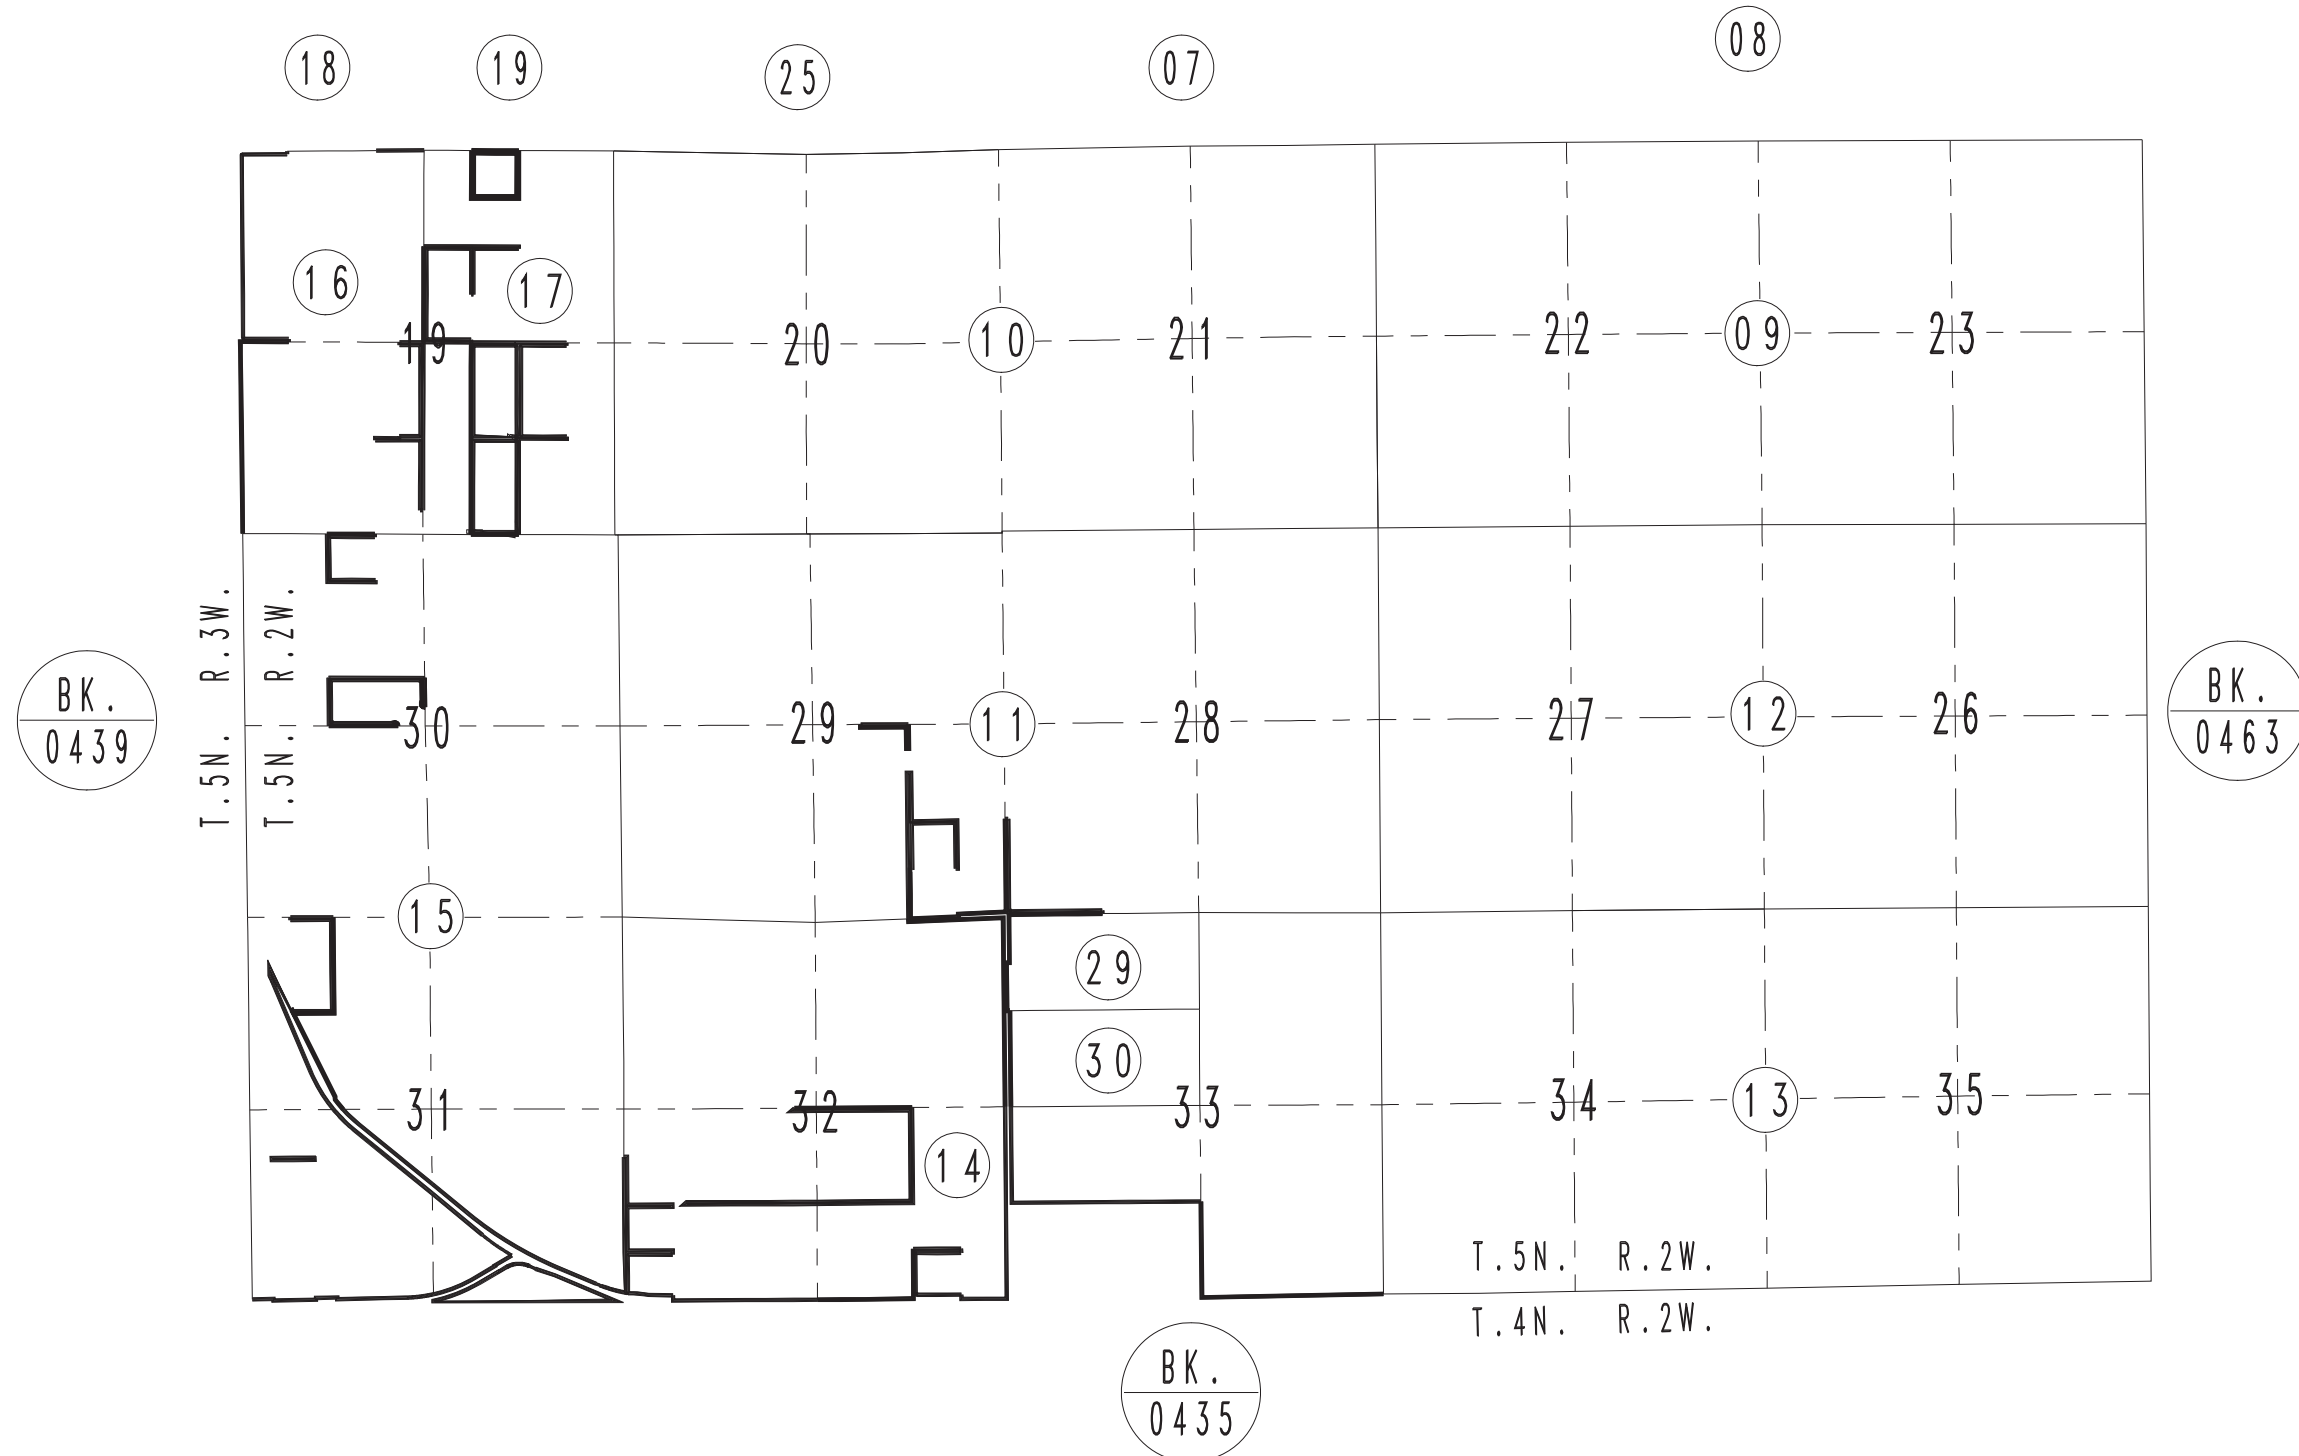 18 19 25 07 08
16 17
19 20 10 21 22 09 23
T.5N. R.3W.
T.5N. R.2W.
BK.
0439
30 29 11 28 27 12 26
BK.
0463
15
29
30
31 32 33 34 13 35
14
T.5N. R.2W.
T.4N. R.2W.
BK.
0435